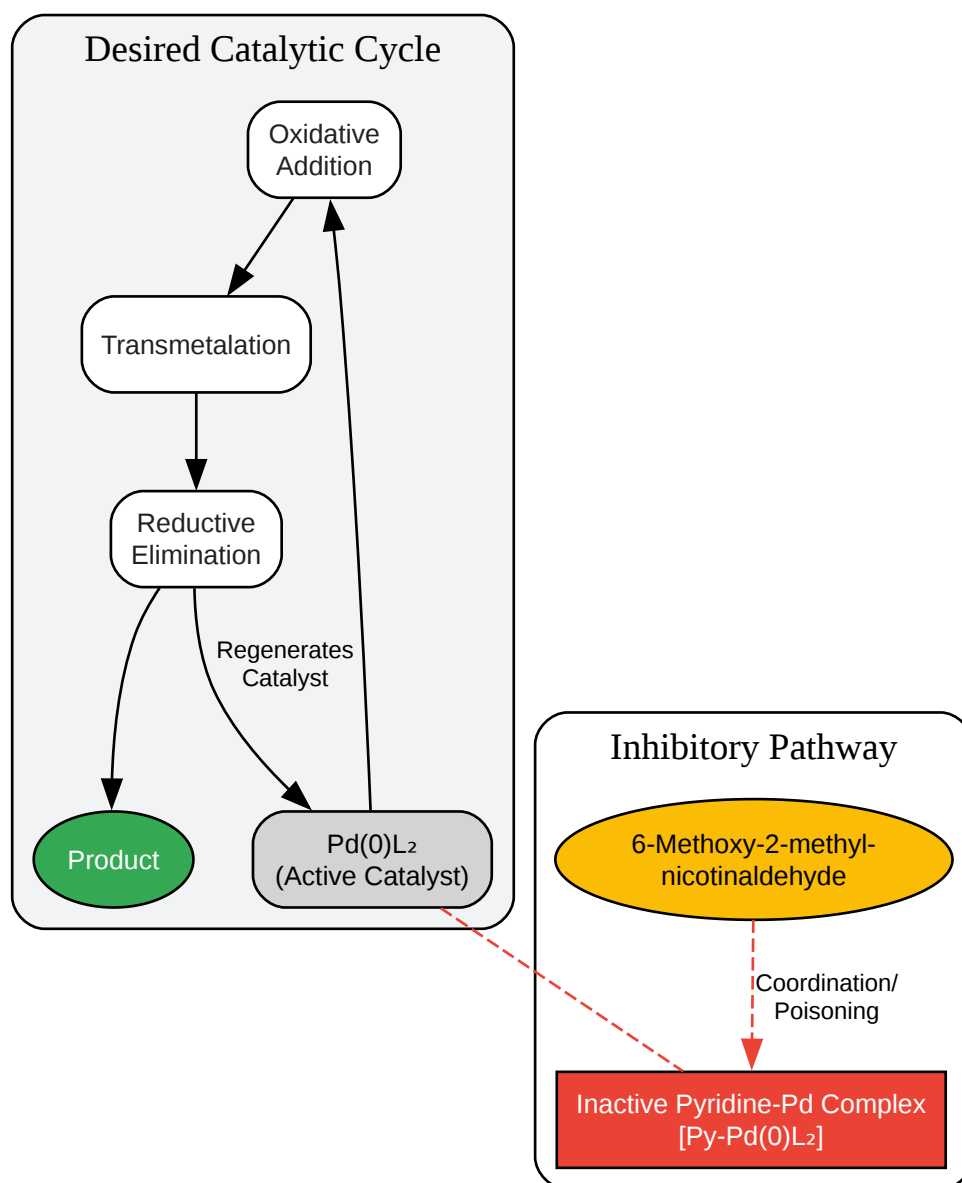 Desired Catalytic Cycle
Oxidative
Addition
Transmetalation
Reductive
Elimination
Regenerates
Catalyst
Product
Pd(0)L₂
(Active Catalyst)
Inhibitory Pathway
6-Methoxy-2-methyl-
nicotinaldehyde
Coordination/
Poisoning
Inactive Pyridine-Pd Complex
[Py-Pd(0)L₂]